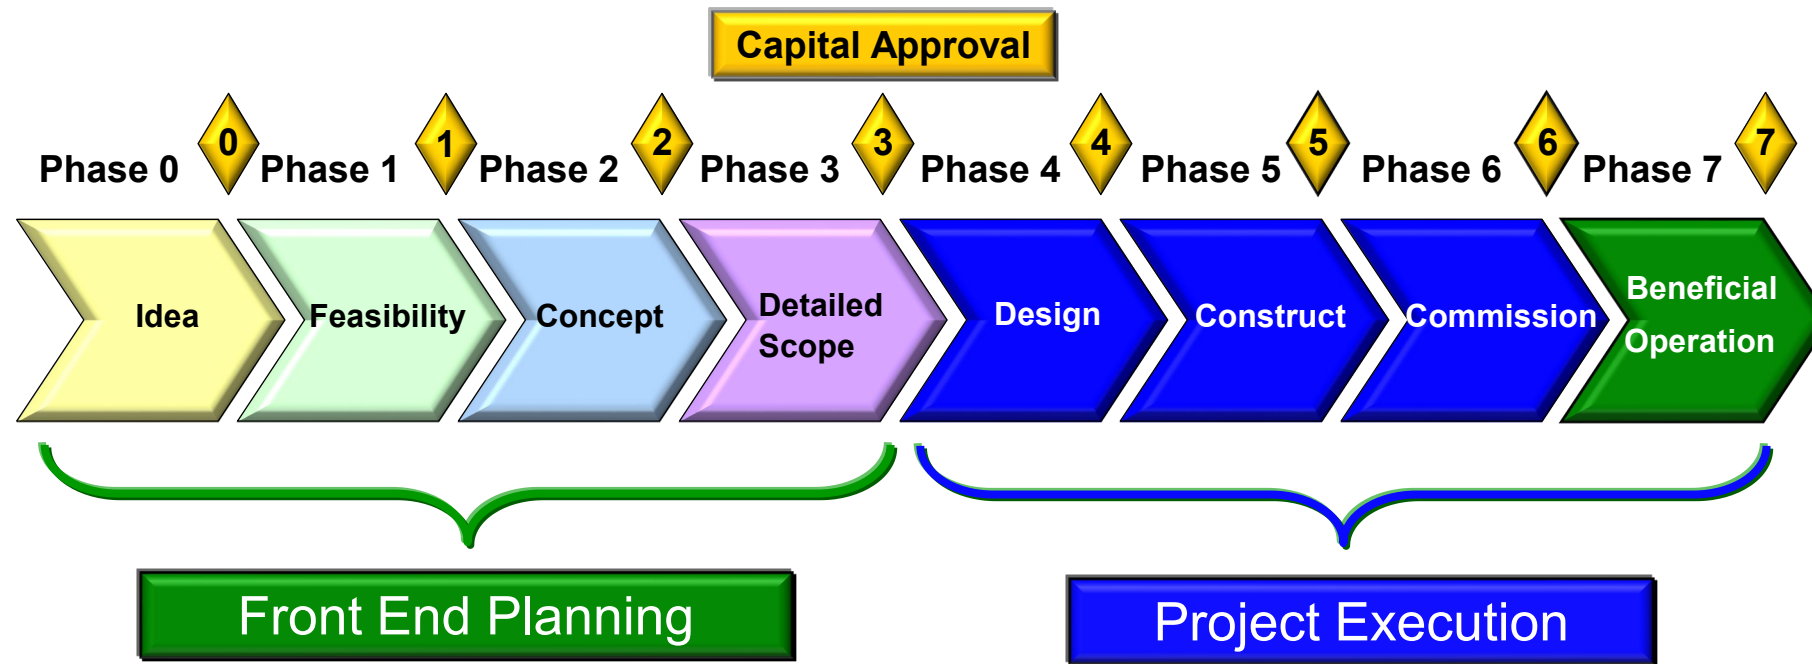 Capital Approval
0 1 2 3 4 5 6 7
Phase 0 Phase 1 Phase 2 Phase 3 Phase 4 Phase 5 Phase 6 Phase 7
Idea
Feasibility
Concept
Detailed
Scope
Design
Construct
Commission
Beneficial
Operation
Front End Planning
Project Execution